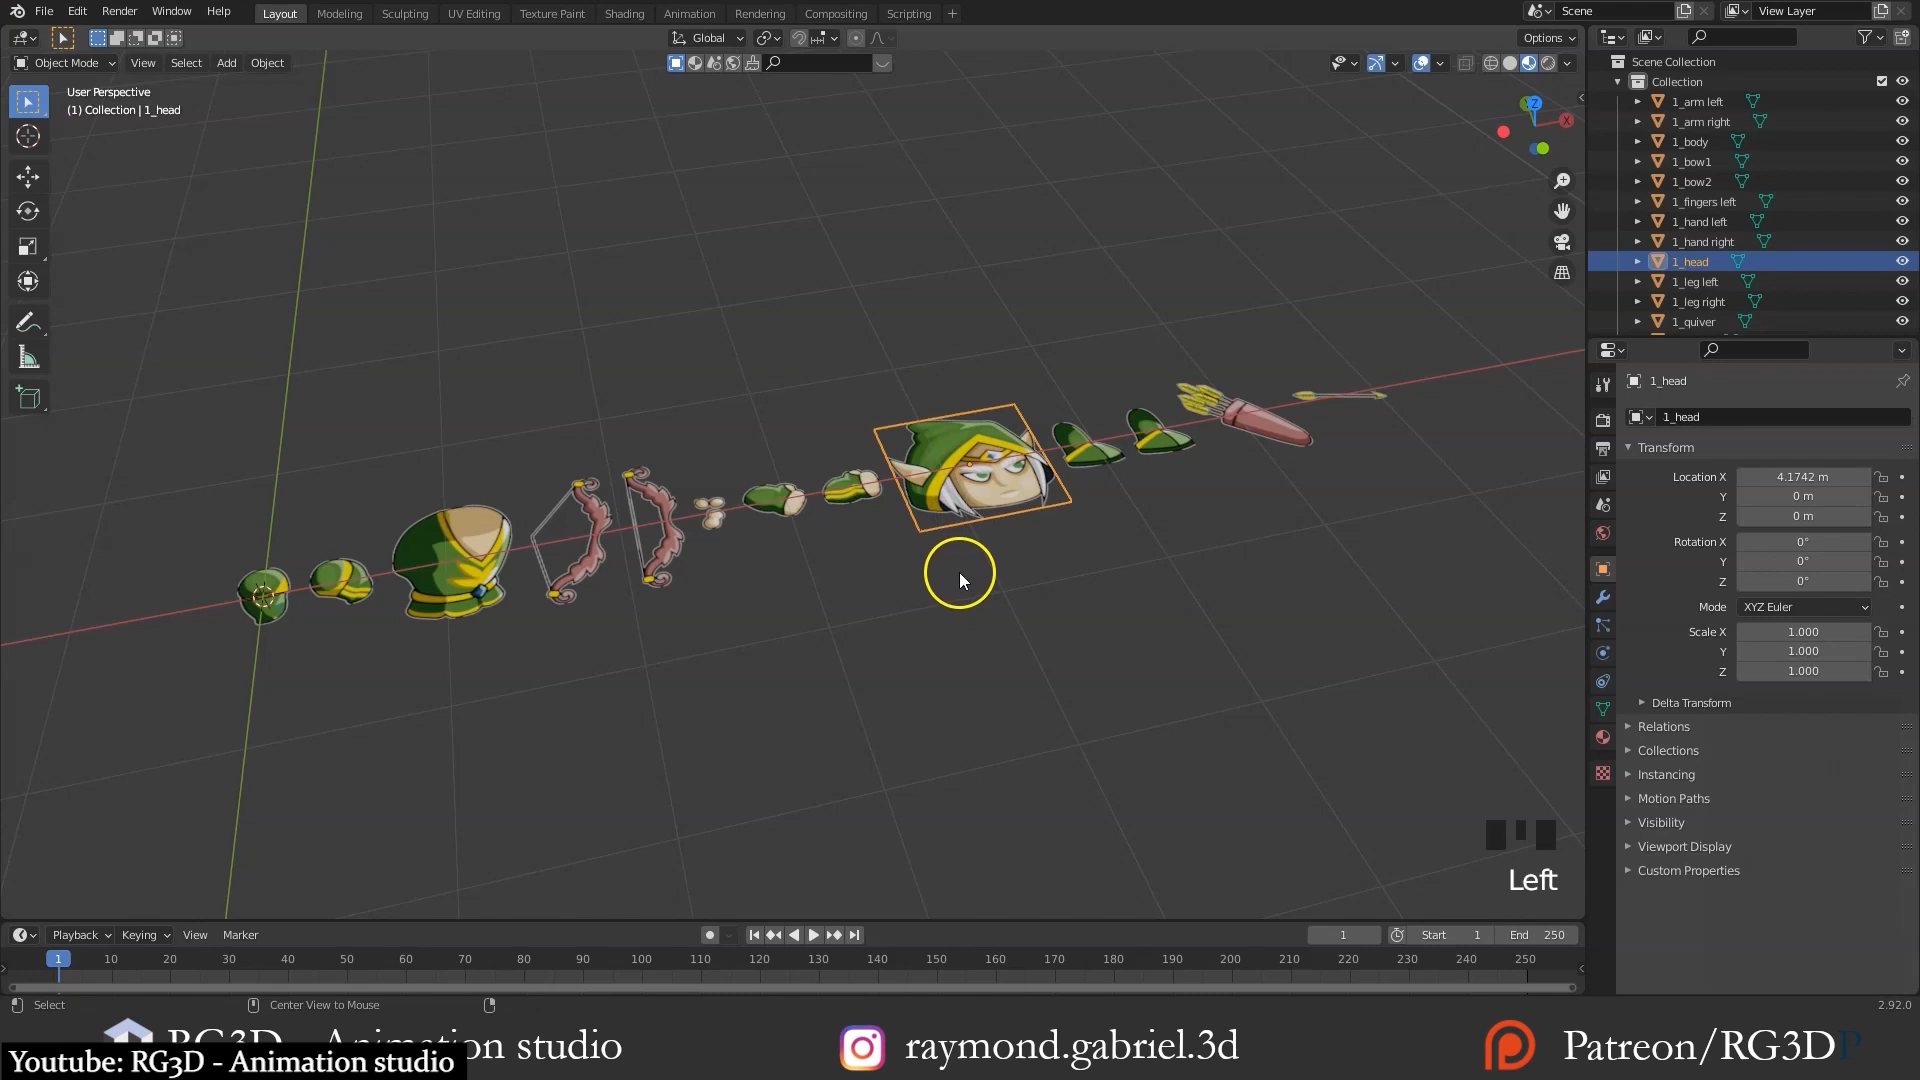 File Edit Render Window Help Layout Modeling Sculpting UV Editing Texture Paint Shading Animation Rendering Compositing Scripting + Scene View Layer
Global Options
Object Mode View Select Add Object
User Perspective
(1) Collection | 1_head
Z
X
Scene Collection
Collection
1_arm left
1_arm right
1_body
1_bow1
1_bow2
1_fingers left
1_hand left
1_hand right
1_head
1_leg left
1_leg right
1_quiver
1_head
1_head
Transform
Location X 4.1742 m
Y 0 m
Z 0 m
Rotation X 0°
Y 0°
Z 0°
Mode XYZ Euler
Scale X 1.000
Y 1.000
Z 1.000
Delta Transform
Relations
Collections
Instancing
Motion Paths
Visibility
Viewport Display
Custom Properties
Left
Playback Keying View Marker 1 Start 1 End 250
1 10 20 30 40 50 60 70 80 90 100 110 120 130 140 150 160 170 180 190 200 210 220 230 240 250
Select Center View to Mouse 2.92.0
RG3D - Animation studio raymond.gabriel.3d Patreon/RG3DP
Youtube: RG3D - Animation studio